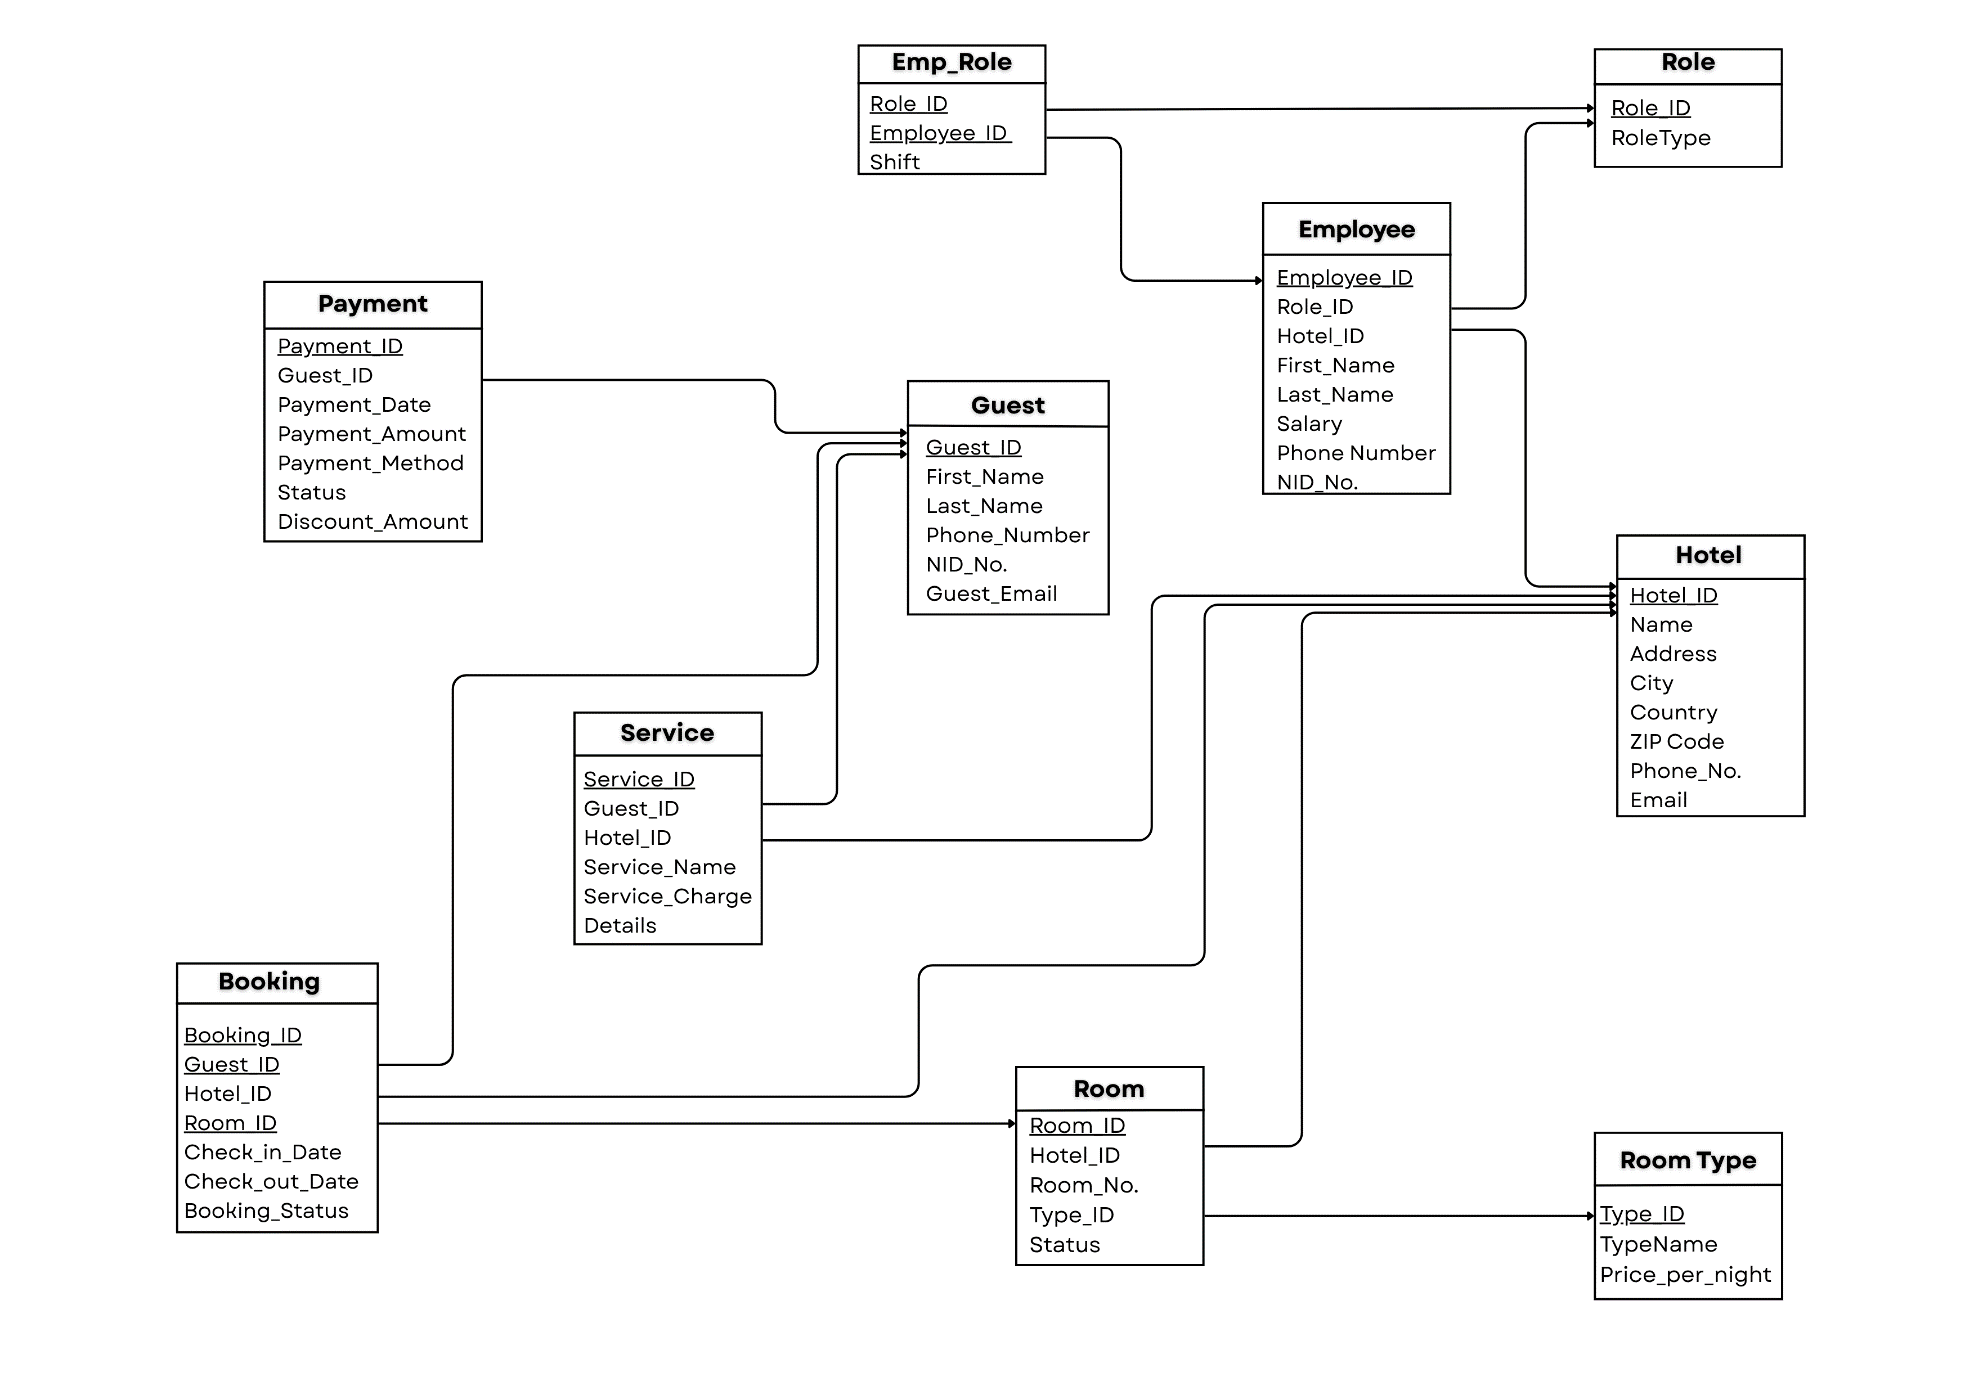 Emp_Role
Role_ID
Employee_ID
Shift
Role
Role_ID
RoleType
Employee
Employee_ID
Role_ID
Hotel_ID
First_Name
Last_Name
Salary
Phone Number
NID_No.
Payment
Payment_ID
Guest_ID
Payment_Date
Payment_Amount
Payment_Method
Status
Discount_Amount
Guest
Guest_ID
First_Name
Last_Name
Phone_Number
NID_No.
Guest_Email
Hotel
Hotel_ID
Name
Address
City
Country
ZIP Code
Phone_No.
Email
Service
Service_ID
Guest_ID
Hotel_ID
Service_Name
Service_Charge
Details
Booking
Booking_ID
Guest_ID
Hotel_ID
Room_ID
Check_in_Date
Check_out_Date
Booking_Status
Room
Room_ID
Hotel_ID
Room_No.
Type_ID
Status
Room Type
Type_ID
TypeName
Price_per_night